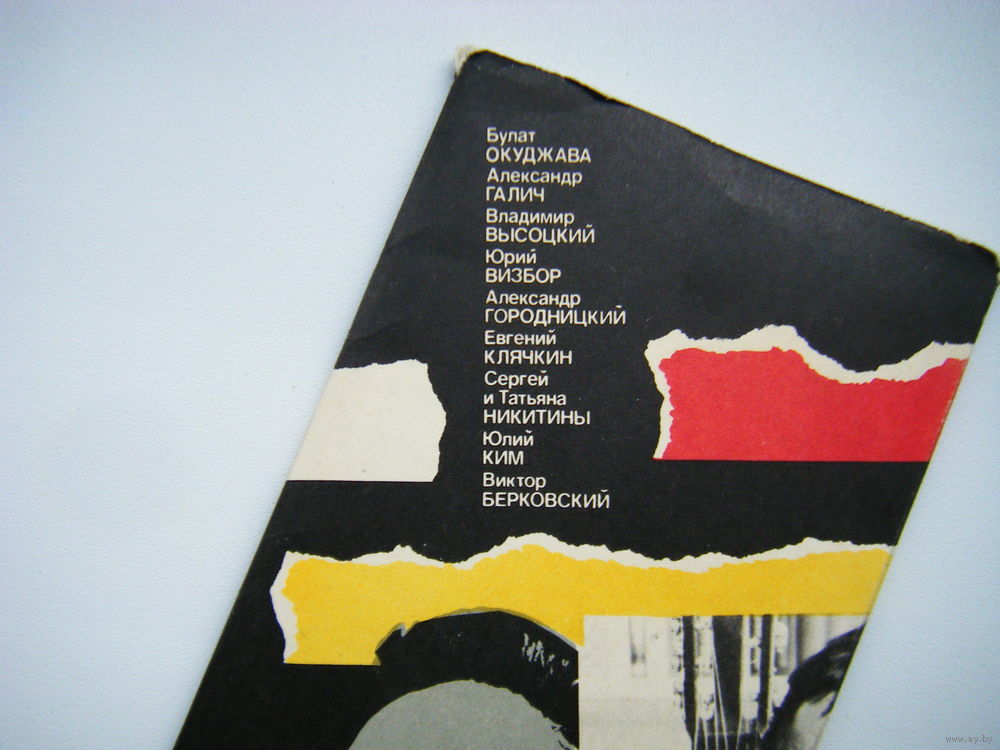 Булат
ОКУДЖАВА
Александр
ГАЛИЧ
Владимир
ВЫСОЦКИЙ
Юрий
ВИЗБОР
Александр
ГОРОДНИЦКИЙ
Евгений
КЛЯЧКИН
Сергей
и Татьяна
НИКИТИНЫ
Юлий
КИМ
Виктор
БЕРКОВСКИЙ
www.ay.by